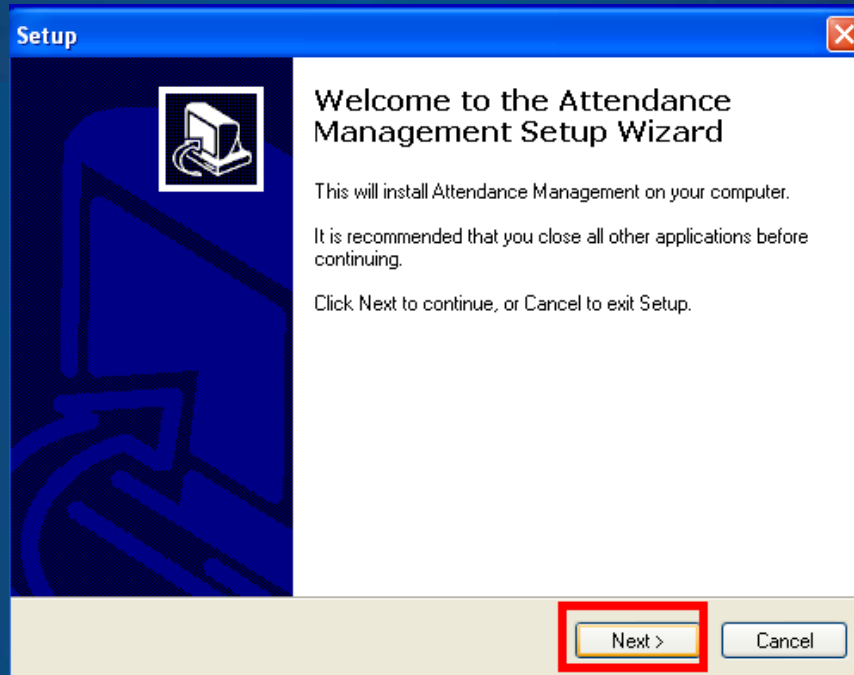 Setup
Welcome to the Attendance
Management Setup Wizard
This will install Attendance Management on your computer.
It is recommended that you close all other applications before
continuing.
Click Next to continue, or Cancel to exit Setup.
Next >
Cancel